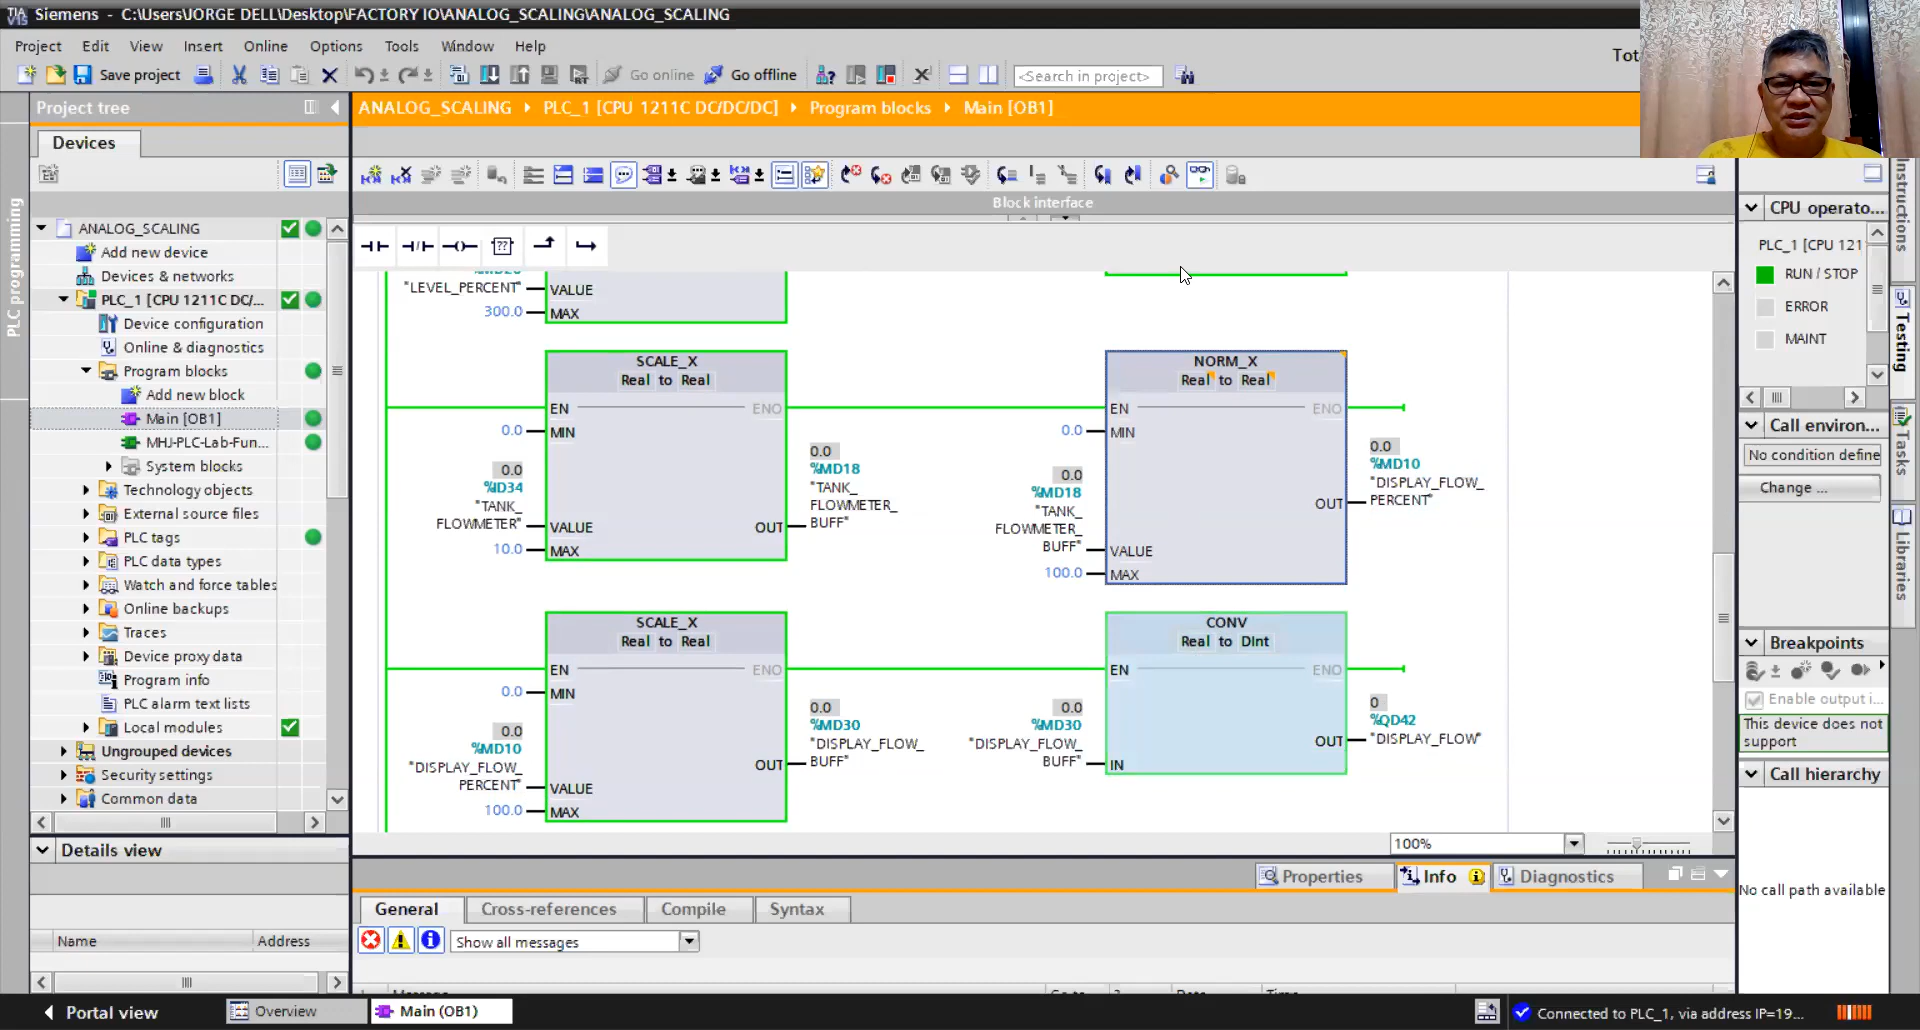 Siemens - C:\Users\JORGE DELL\Desktop\FACTORY IO\ANALOG_SCALING\ANALOG_SCALING
Project Edit View Insert Online Options Tools Window Help
Save project
Go online
Go offline
<Search in project>
Project tree
ANALOG_SCALING
PLC_1 [CPU 1211C DC/DC/DC]
Program blocks
Main [OB1]
Devices
Block interface
PLC programming
ANALOG_SCALING
Add new device
Devices & networks
PLC_1 [CPU 1211C DC/...
Device configuration
Online & diagnostics
Program blocks
Add new block
Main [OB1]
MHJ-PLC-Lab-Fun...
System blocks
Technology objects
External source files
PLC tags
PLC data types
Watch and force tables
Online backups
Traces
Device proxy data
Program info
PLC alarm text lists
Local modules
Ungrouped devices
Security settings
Common data
Details view
Name Address
"LEVEL_PERCENT"
VALUE
300.0
MAX
SCALE_X
Real to Real
EN
ENO
0.0
MIN
0.0
%ID34
"TANK_
FLOWMETER"
VALUE
10.0
MAX
OUT
0.0
%MD18
"TANK_
FLOWMETER_
BUFF"
NORM_X
Real to Real
EN
ENO
0.0
MIN
0.0
%MD18
"TANK_
FLOWMETER_
BUFF"
VALUE
100.0
MAX
OUT
0.0
%MD10
"DISPLAY_FLOW_
PERCENT"
SCALE_X
Real to Real
EN
ENO
0.0
MIN
0.0
%MD10
"DISPLAY_FLOW_
PERCENT"
VALUE
100.0
MAX
OUT
0.0
%MD30
"DISPLAY_FLOW_
BUFF"
CONV
Real to DInt
EN
ENO
0.0
%MD30
"DISPLAY_FLOW_
BUFF"
IN
OUT
0
%QD42
"DISPLAY_FLOW"
100%
Properties
Info
Diagnostics
General
Cross-references
Compile
Syntax
Show all messages
CPU operato...
PLC_1 [CPU 121
RUN / STOP
ERROR
MAINT
Call environ...
No condition define
Change ...
Breakpoints
Enable output i...
This device does not
support
Call hierarchy
No call path available
Instructions
Testing
Tasks
Libraries
Portal view
Overview
Main (OB1)
Connected to PLC_1, via address IP=19...